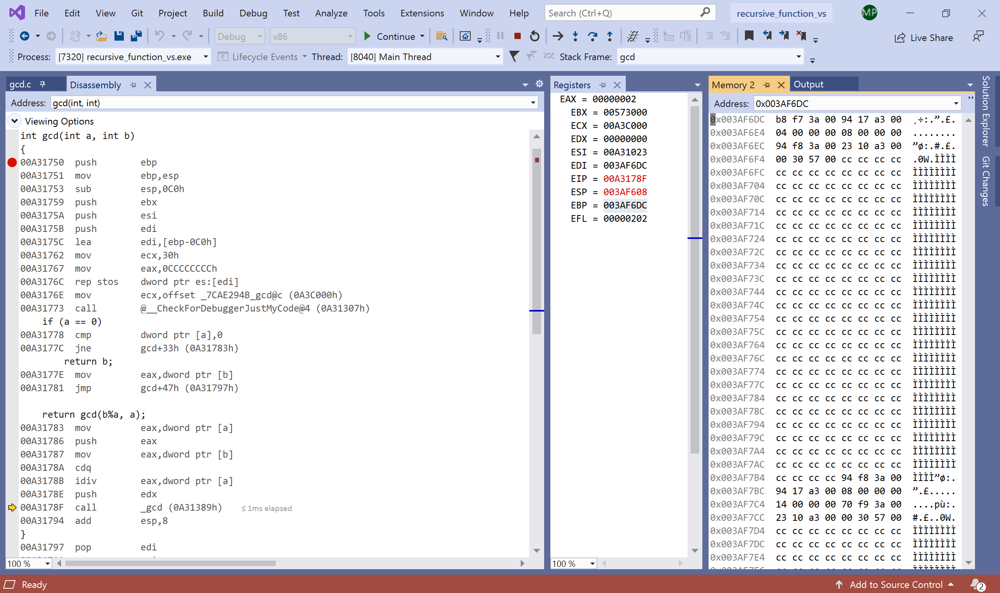 File Edit View Git Project Build Debug Test Analyze Tools Extensions Window Help Search (Ctrl+Q) recursive_function_vs MP
Debug x86 Continue Live Share
Process: [7320] recursive_function_vs.exe Lifecycle Events Thread: [8040] Main Thread Stack Frame: gcd
gcd.c Disassembly
Address: gcd(int, int)
Viewing Options
int gcd(int a, int b)
{
00A31750 push ebp
00A31751 mov ebp,esp
00A31753 sub esp,0C0h
00A31759 push ebx
00A3175A push esi
00A3175B push edi
00A3175C lea edi,[ebp-0C0h]
00A31762 mov ecx,30h
00A31767 mov eax,0CCCCCCCCh
00A3176C rep stos dword ptr es:[edi]
00A3176E mov ecx,offset _7CAE294B_gcd@c (0A3C000h)
00A31773 call @__CheckForDebuggerJustMyCode@4 (0A31307h)
if (a == 0)
00A31778 cmp dword ptr [a],0
00A3177C jne gcd+33h (0A31783h)
return b;
00A3177E mov eax,dword ptr [b]
00A31781 jmp gcd+47h (0A31797h)
return gcd(b%a, a);
00A31783 mov eax,dword ptr [a]
00A31786 push eax
00A31787 mov eax,dword ptr [b]
00A3178A cdq
00A3178B idiv eax,dword ptr [a]
00A3178E push edx
00A3178F call _gcd (0A31389h) ≤ 1ms elapsed
00A31794 add esp,8
}
00A31797 pop edi
100 %
Registers
EAX = 00000002
EBX = 00573000
ECX = 00A3C000
EDX = 00000000
ESI = 00A31023
EDI = 003AF6DC
EIP = 00A3178F
ESP = 003AF608
EBP = 003AF6DC
EFL = 00000202
100 %
Memory 2 Output
Address: 0x003AF6DC
0x003AF6DC b8 f7 3a 00 94 17 a3 00 ¸÷:.”.£.
0x003AF6E4 04 00 00 00 08 00 00 00 ........
0x003AF6EC 94 f8 3a 00 23 10 a3 00 ”ø:.#.£.
0x003AF6F4 00 30 57 00 cc cc cc cc .0W.ÌÌÌÌ
0x003AF6FC cc cc cc cc cc cc cc cc ÌÌÌÌÌÌÌÌ
0x003AF704 cc cc cc cc cc cc cc cc ÌÌÌÌÌÌÌÌ
0x003AF70C cc cc cc cc cc cc cc cc ÌÌÌÌÌÌÌÌ
0x003AF714 cc cc cc cc cc cc cc cc ÌÌÌÌÌÌÌÌ
0x003AF71C cc cc cc cc cc cc cc cc ÌÌÌÌÌÌÌÌ
0x003AF724 cc cc cc cc cc cc cc cc ÌÌÌÌÌÌÌÌ
0x003AF72C cc cc cc cc cc cc cc cc ÌÌÌÌÌÌÌÌ
0x003AF734 cc cc cc cc cc cc cc cc ÌÌÌÌÌÌÌÌ
0x003AF73C cc cc cc cc cc cc cc cc ÌÌÌÌÌÌÌÌ
0x003AF744 cc cc cc cc cc cc cc cc ÌÌÌÌÌÌÌÌ
0x003AF74C cc cc cc cc cc cc cc cc ÌÌÌÌÌÌÌÌ
0x003AF754 cc cc cc cc cc cc cc cc ÌÌÌÌÌÌÌÌ
0x003AF75C cc cc cc cc cc cc cc cc ÌÌÌÌÌÌÌÌ
0x003AF764 cc cc cc cc cc cc cc cc ÌÌÌÌÌÌÌÌ
0x003AF76C cc cc cc cc cc cc cc cc ÌÌÌÌÌÌÌÌ
0x003AF774 cc cc cc cc cc cc cc cc ÌÌÌÌÌÌÌÌ
0x003AF77C cc cc cc cc cc cc cc cc ÌÌÌÌÌÌÌÌ
0x003AF784 cc cc cc cc cc cc cc cc ÌÌÌÌÌÌÌÌ
0x003AF78C cc cc cc cc cc cc cc cc ÌÌÌÌÌÌÌÌ
0x003AF794 cc cc cc cc cc cc cc cc ÌÌÌÌÌÌÌÌ
0x003AF79C cc cc cc cc cc cc cc cc ÌÌÌÌÌÌÌÌ
0x003AF7A4 cc cc cc cc cc cc cc cc ÌÌÌÌÌÌÌÌ
0x003AF7AC cc cc cc cc cc cc cc cc ÌÌÌÌÌÌÌÌ
0x003AF7B4 cc cc cc cc 94 f8 3a 00 ÌÌÌÌ”ø:.
0x003AF7BC 94 17 a3 00 08 00 00 00 ”.£.....
0x003AF7C4 14 00 00 00 70 f9 3a 00 ....pù:.
0x003AF7CC 23 10 a3 00 00 30 57 00 #.£..0W.
0x003AF7D4 cc cc cc cc cc cc cc cc ÌÌÌÌÌÌÌÌ
0x003AF7DC cc cc cc cc cc cc cc cc ÌÌÌÌÌÌÌÌ
0x003AF7E4 cc cc cc cc cc cc cc cc ÌÌÌÌÌÌÌÌ
Solution Explorer
Git Changes
Ready Add to Source Control 2